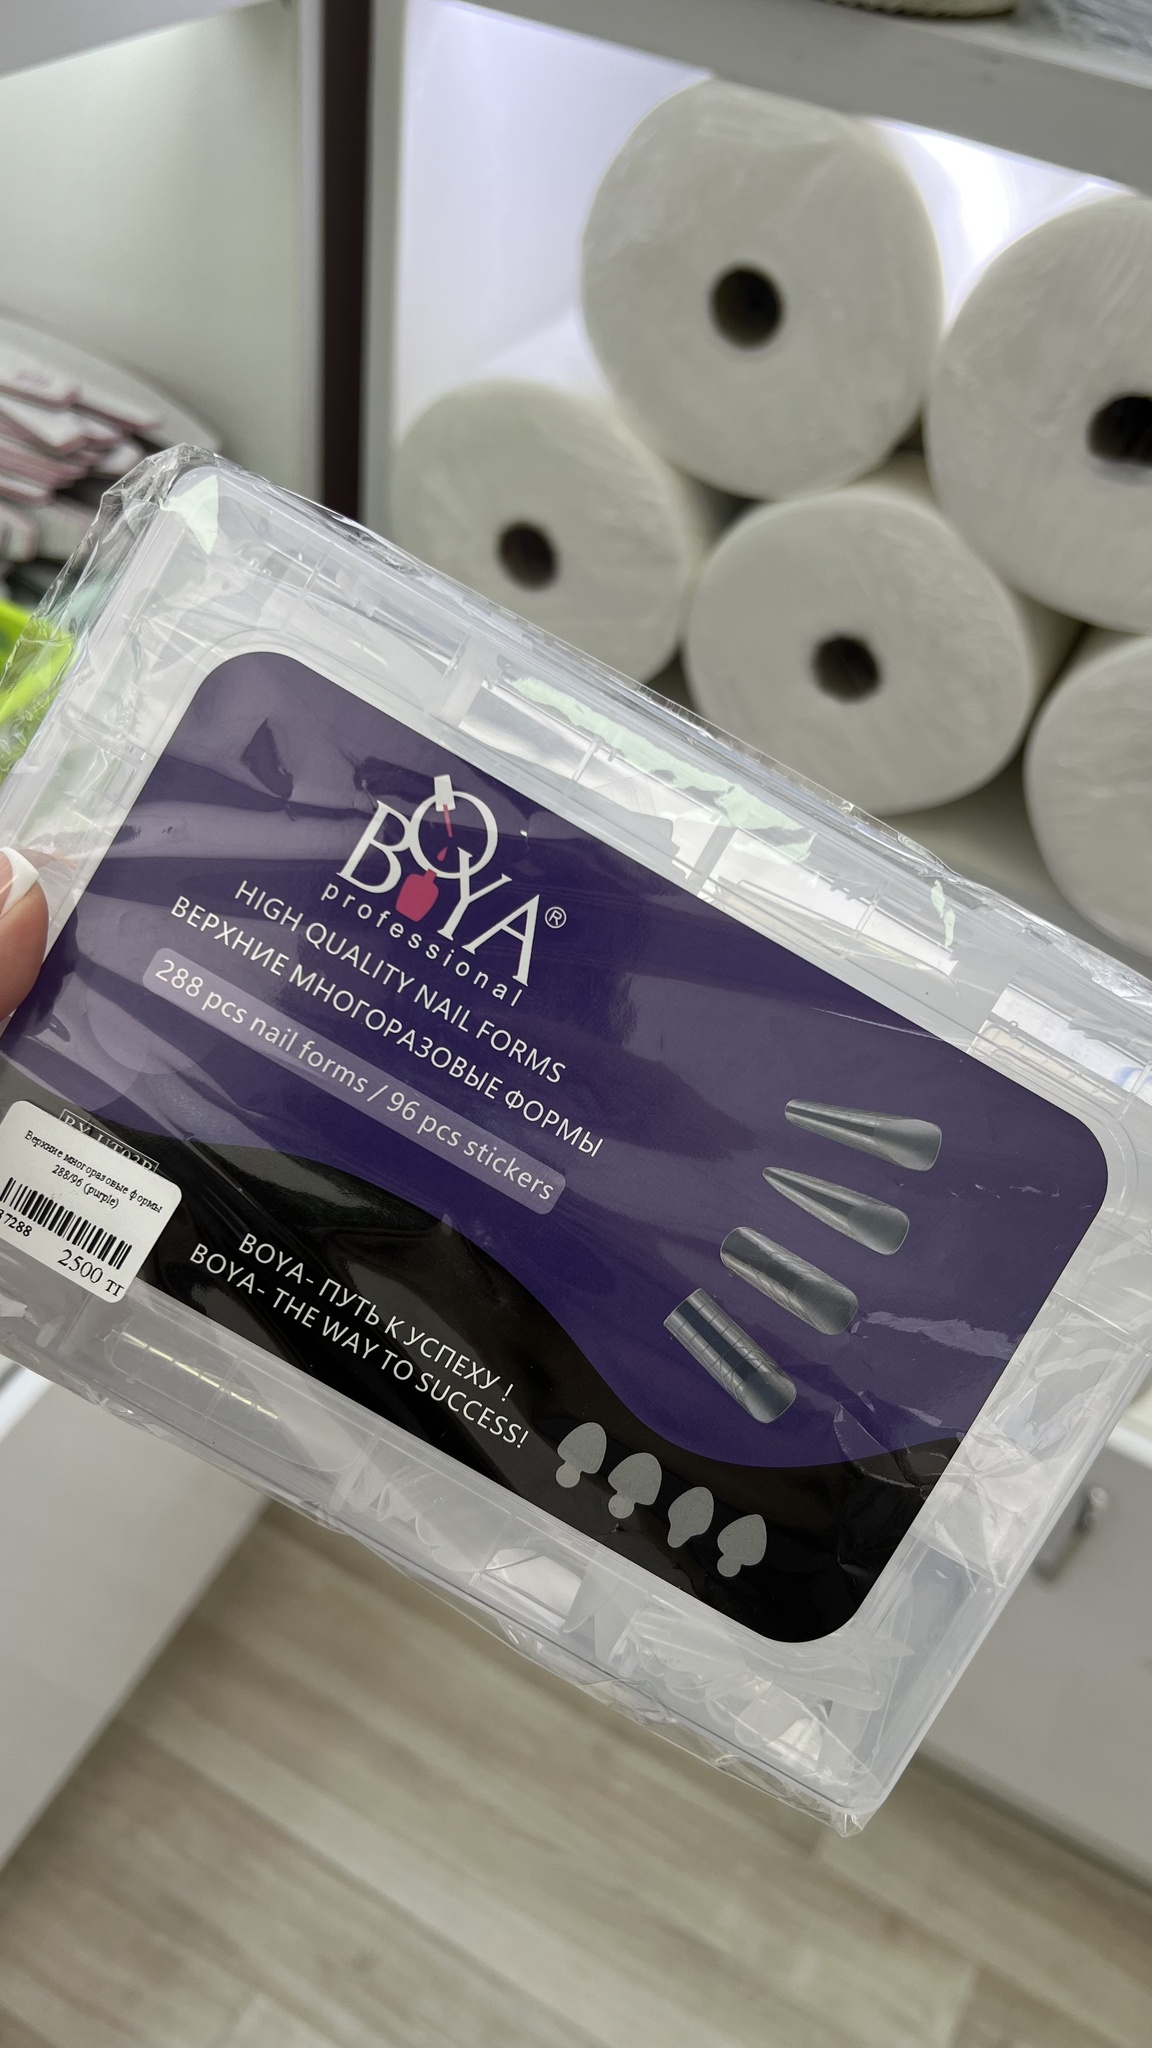 BOYA®
professional
HIGH QUALITY NAIL FORMS
ВЕРХНИЕ МНОГОРАЗОВЫЕ ФОРМЫ
288 pcs nail forms / 96 pcs stickers
Верхние многоразовые формы
288/96 (purple)
37288
2500 тг
BOYA- ПУТЬ К УСПЕХУ !
BOYA- THE WAY TO SUCCESS!